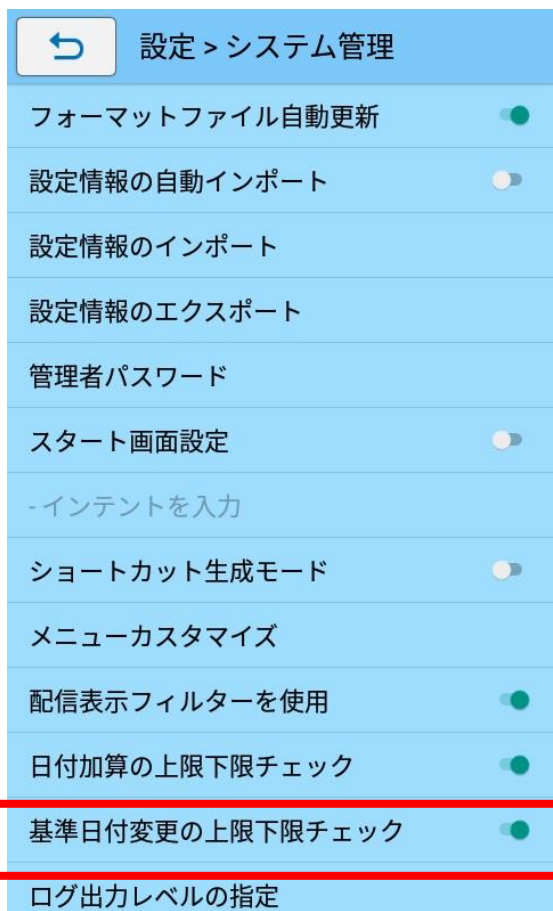 設定 > システム管理
フォーマットファイル自動更新
設定情報の自動インポート
設定情報のインポート
設定情報のエクスポート
管理者パスワード
スタート画面設定
- インテントを入力
ショートカット生成モード
メニューカスタマイズ
配信表示フィルターを使用
日付加算の上限下限チェック
基準日付変更の上限下限チェック
ログ出力レベルの指定